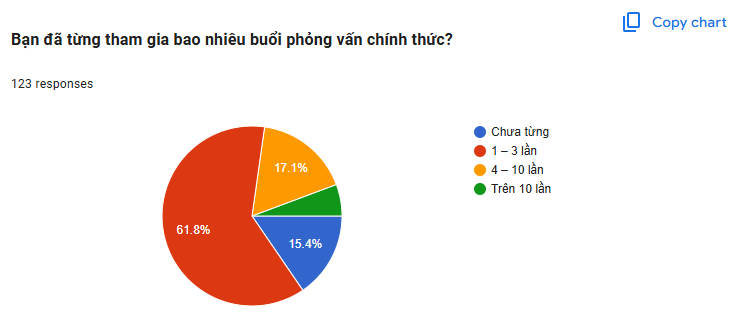 Copy chart
Bạn đã từng tham gia bao nhiêu buổi phỏng vấn chính thức?
123 responses
Chưa từng
1 – 3 lần
4 – 10 lần
Trên 10 lần
17.1%
61.8%
15.4%